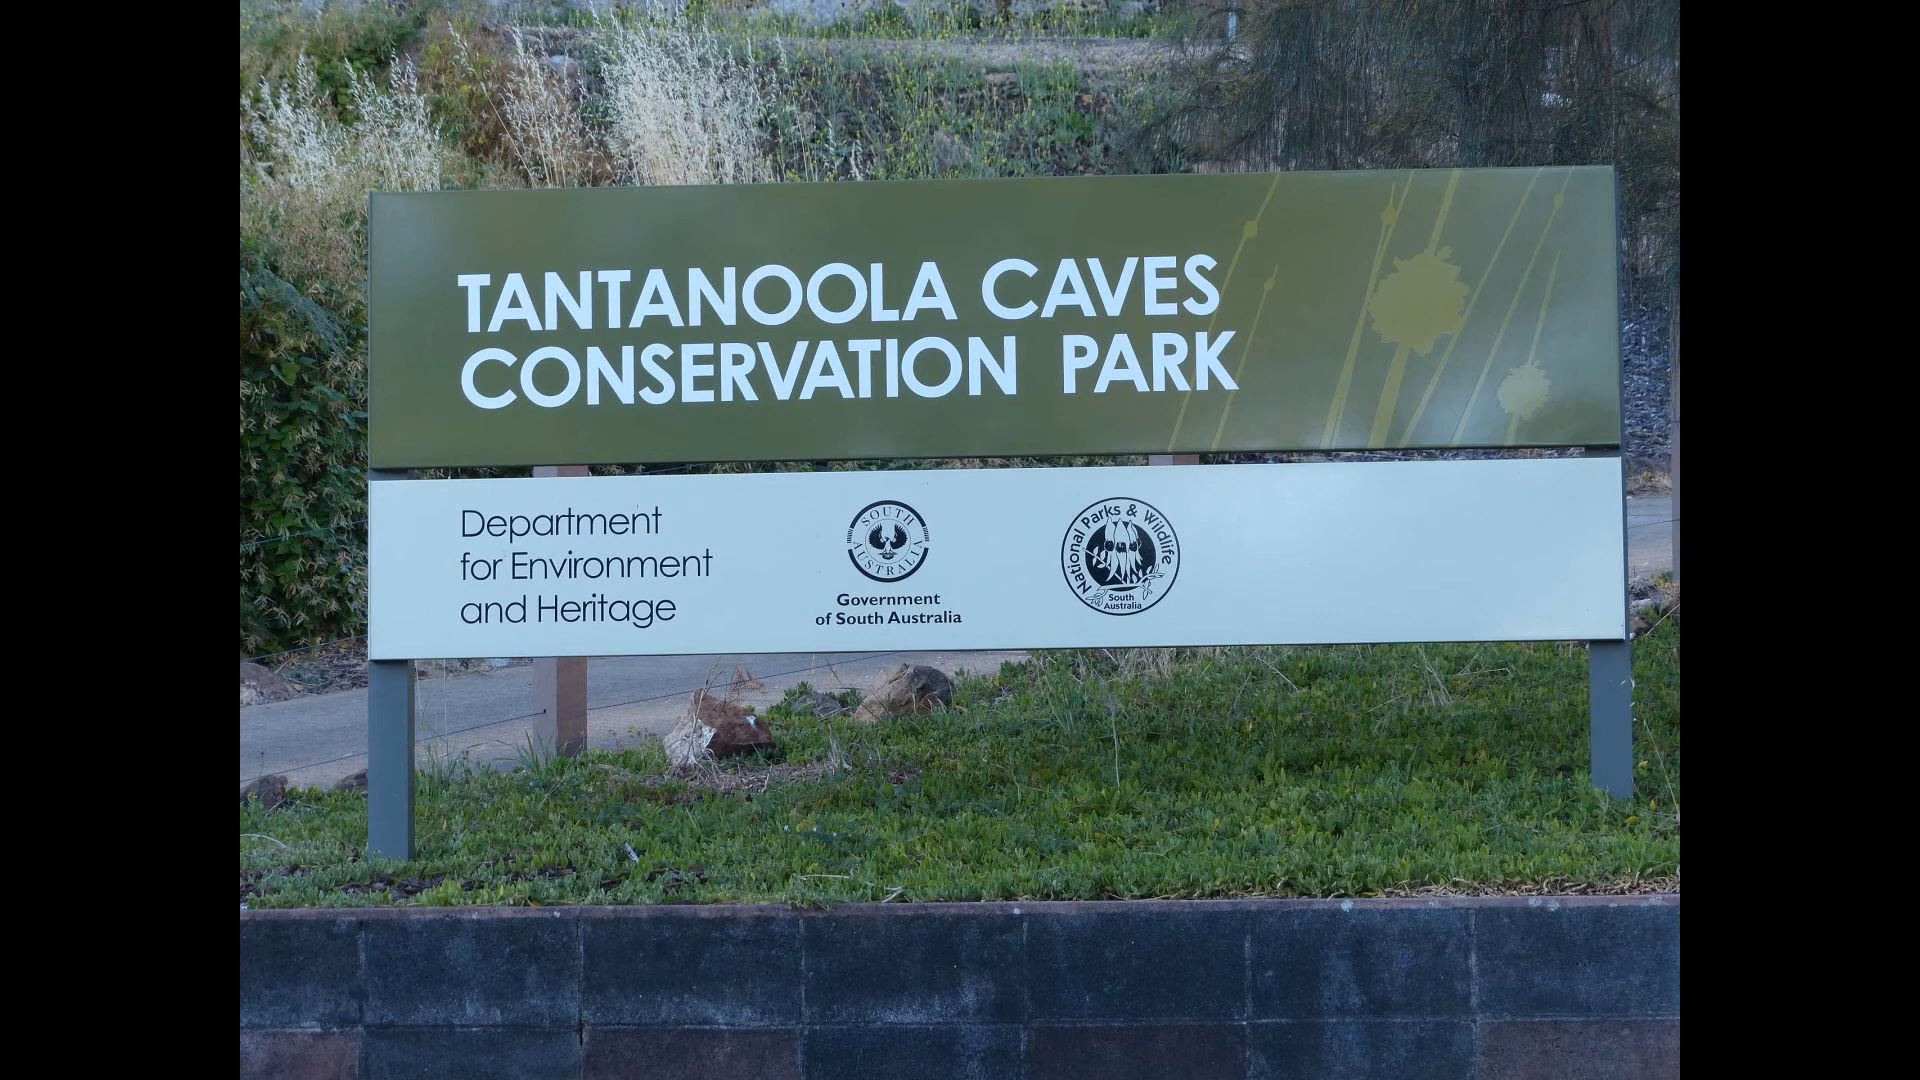 TANTANOOLA CAVES
CONSERVATION PARK
Department
for Environment
and Heritage
SOUTH
AUSTRALIA
Government
of South Australia
National Parks & Wildlife
South
Australia